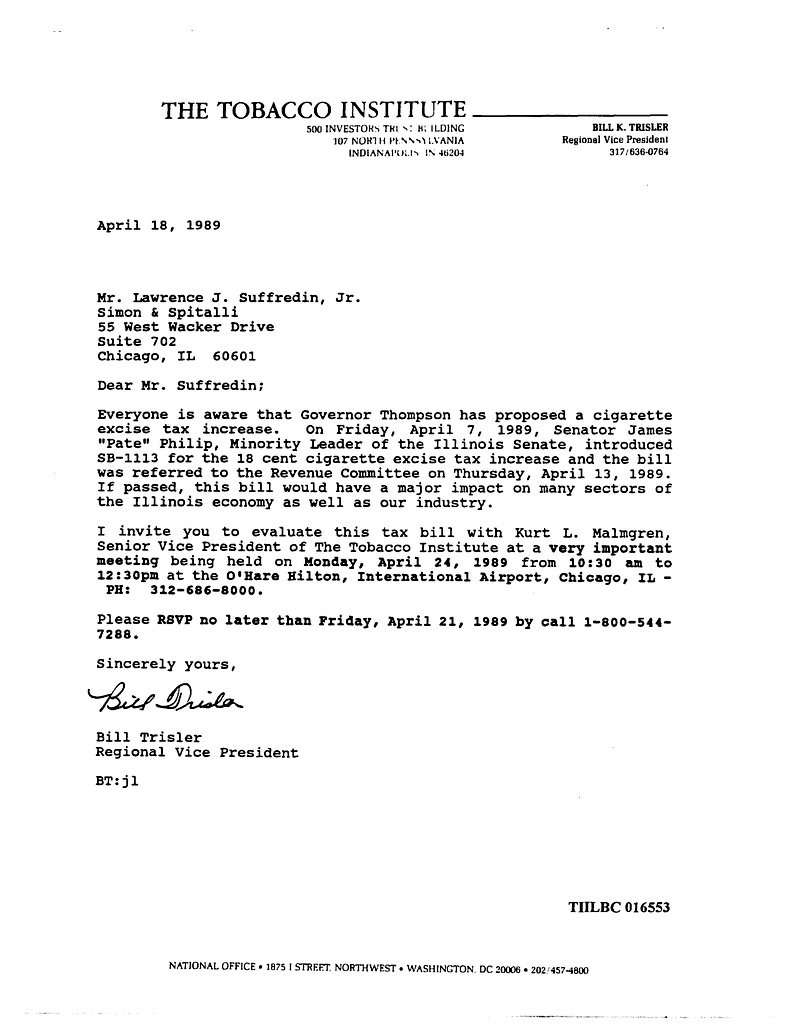 THE TOBACCO INSTITUTE
500 INVESTORS TRUST BUILDING
107 NORTH PENNSYLVANIA
INDIANAPOLIS IN 46204
BILL K. TRISLER
Regional Vice President
317/636-0764
April 18, 1989
Mr. Lawrence J. Suffredin, Jr.
Simon & Spitalli
55 West Wacker Drive
Suite 702
Chicago, IL 60601
Dear Mr. Suffredin;
Everyone is aware that Governor Thompson has proposed a cigarette
excise tax increase. On Friday, April 7, 1989, Senator James
"Pate" Philip, Minority Leader of the Illinois Senate, introduced
SB-1113 for the 18 cent cigarette excise tax increase and the bill
was referred to the Revenue Committee on Thursday, April 13, 1989.
If passed, this bill would have a major impact on many sectors of
the Illinois economy as well as our industry.
I invite you to evaluate this tax bill with Kurt L. Malmgren,
Senior Vice President of The Tobacco Institute at a very important
meeting being held on Monday, April 24, 1989 from 10:30 am to
12:30pm at the O'Hare Hilton, International Airport, Chicago, IL -
PH: 312-686-8000.
Please RSVP no later than Friday, April 21, 1989 by call 1-800-544-
7288.
Sincerely yours,
Bill Trisler
Bill Trisler
Regional Vice President
BT:jl
TIILBC 016553
NATIONAL OFFICE • 1875 I STREET, NORTHWEST • WASHINGTON, DC 20006 • 202/457-4800